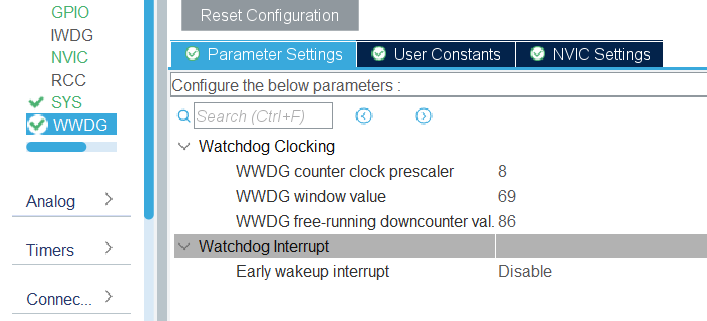 GPIO
IWDG
NVIC
RCC
SYS
WWDG
Analog
Timers
Connec...
Reset Configuration
Parameter Settings
User Constants
NVIC Settings
Configure the below parameters :
Search (Ctrl+F)
Watchdog Clocking
WWDG counter clock prescaler 8
WWDG window value 69
WWDG free-running downcounter val. 86
Watchdog Interrupt
Early wakeup interrupt Disable